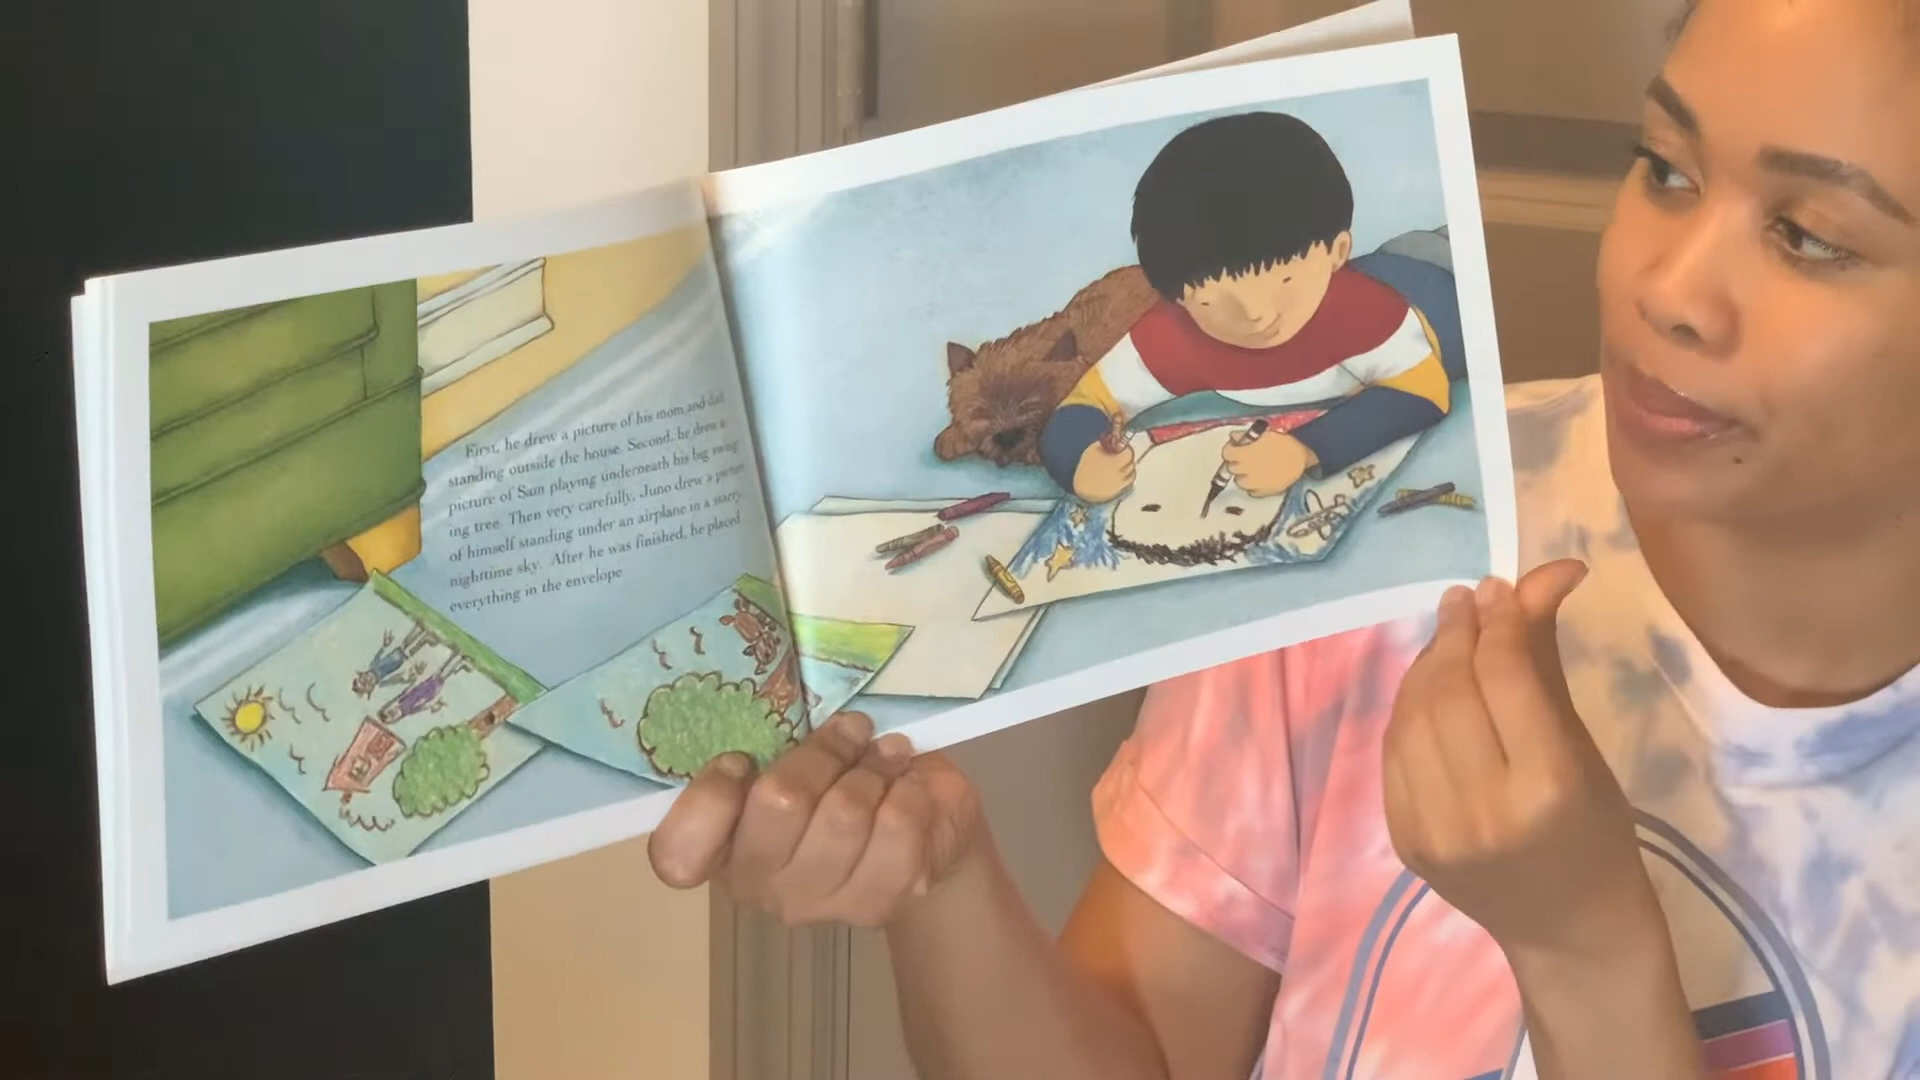 First, he drew a picture of his mom and dad
standing outside the house. Second, he drew a
picture of Sam playing underneath his big swing-
ing tree. Then very carefully, Juno drew a picture
of himself standing under an airplane in a starry
nighttime sky. After he was finished, he placed
everything in the envelope